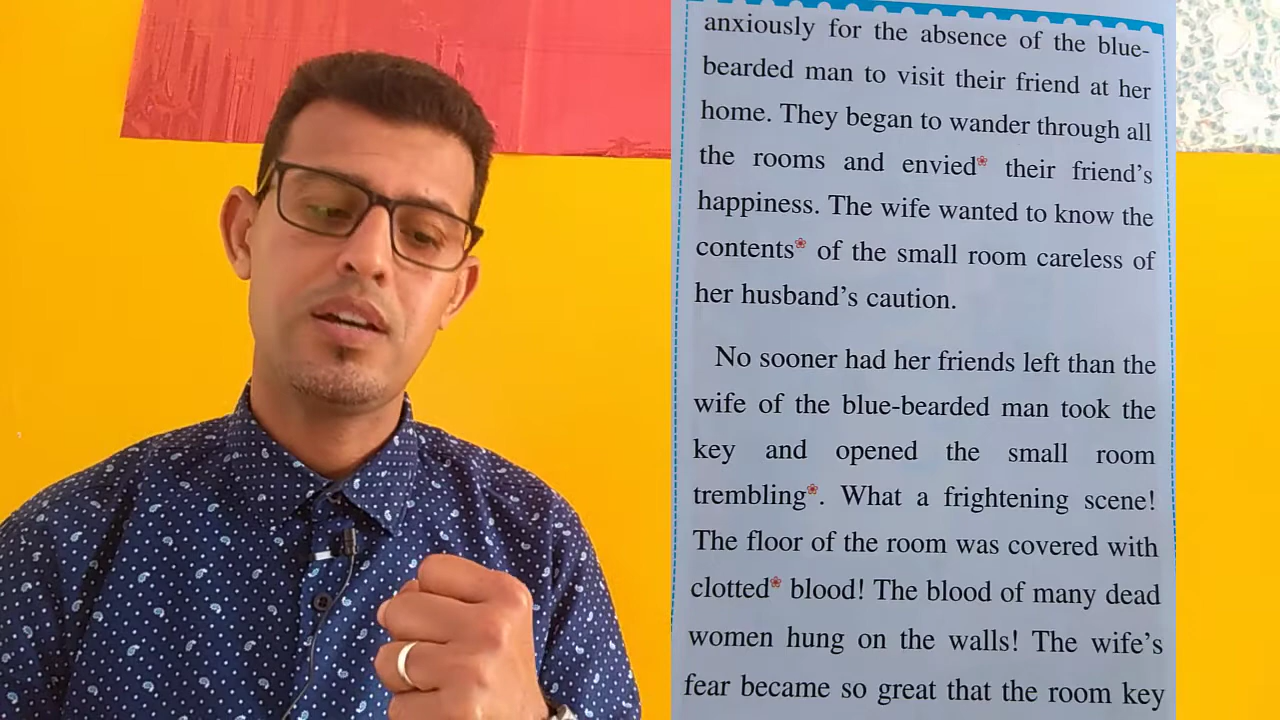 anxiously for the absence of the blue-
bearded man to visit their friend at her
home. They began to wander through all
the rooms and envied their friend's
happiness. The wife wanted to know the
contents of the small room careless of
her husband's caution.
No sooner had her friends left than the
wife of the blue-bearded man took the
key and opened the small room
trembling. What a frightening scene!
The floor of the room was covered with
clotted blood! The blood of many dead
women hung on the walls! The wife's
fear became so great that the room key